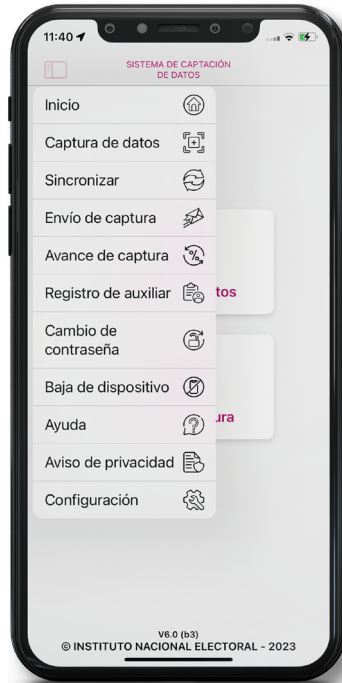 11:40
SISTEMA DE CAPTACIÓN
DE DATOS
Inicio
Captura de datos
Sincronizar
Envío de captura
Avance de captura
Registro de auxiliar
tos
Cambio de
contraseña
Baja de dispositivo
Ayuda
ura
Aviso de privacidad
Configuración
V6.0 (b3)
© INSTITUTO NACIONAL ELECTORAL - 2023